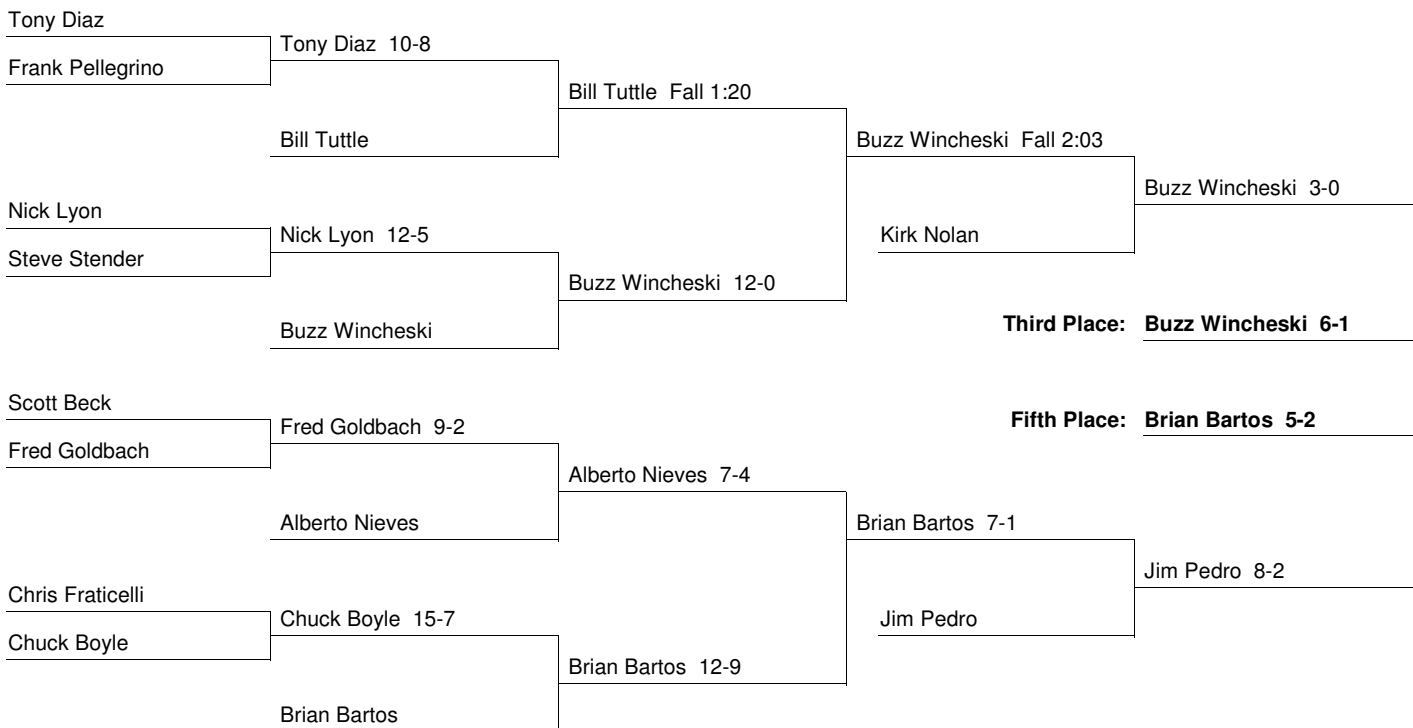 Tony Diaz
Tony Diaz 10-8
Frank Pellegrino
Bill Tuttle Fall 1:20
Bill Tuttle
Buzz Wincheski Fall 2:03
Buzz Wincheski 3-0
Nick Lyon
Nick Lyon 12-5
Kirk Nolan
Steve Stender
Buzz Wincheski 12-0
Buzz Wincheski
Third Place: Buzz Wincheski 6-1
Scott Beck
Fred Goldbach 9-2
Fifth Place: Brian Bartos 5-2
Fred Goldbach
Alberto Nieves 7-4
Alberto Nieves
Brian Bartos 7-1
Jim Pedro 8-2
Chris Fraticelli
Chuck Boyle 15-7
Jim Pedro
Chuck Boyle
Brian Bartos 12-9
Brian Bartos